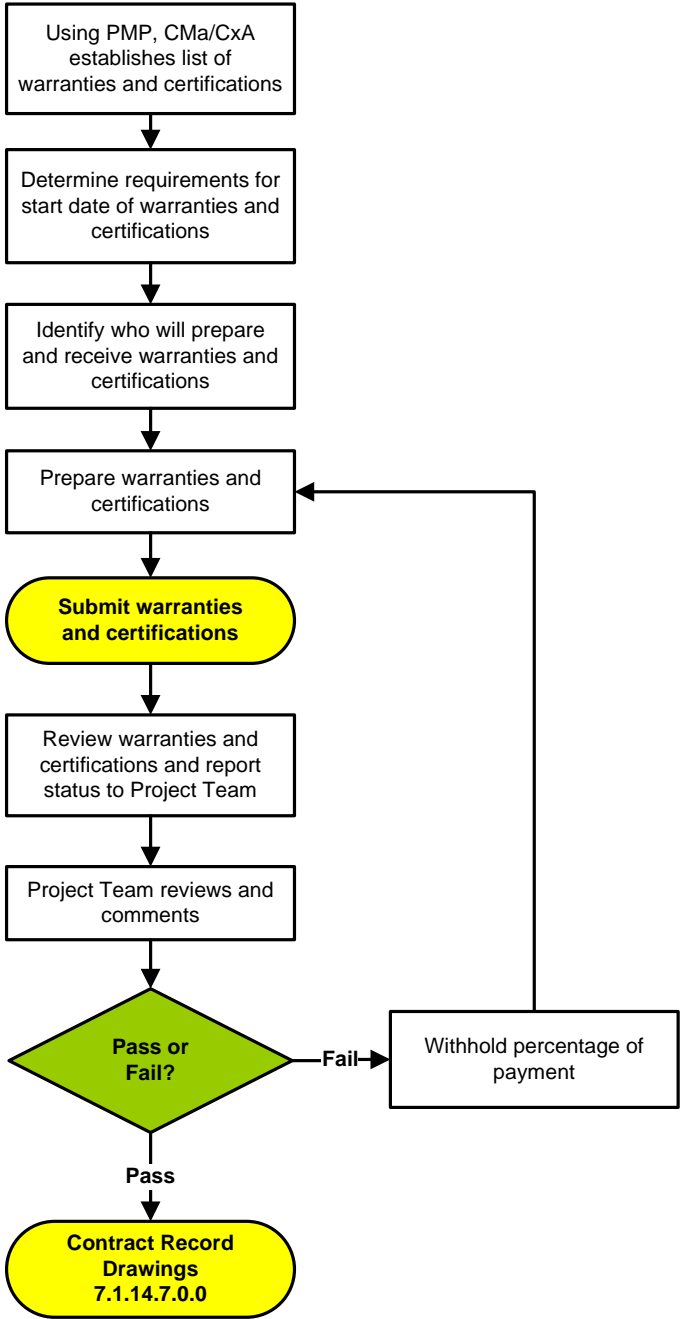 Using PMP, CMa/CxA
establishes list of
warranties and certifications
Determine requirements for
start date of warranties and
certifications
Identify who will prepare
and receive warranties and
certifications
Prepare warranties and
certifications
Submit warranties
and certifications
Review warranties and
certifications and report
status to Project Team
Project Team reviews and
comments
Pass or
Fail?
Fail
Withhold percentage of
payment
Pass
Contract Record
Drawings
7.1.14.7.0.0